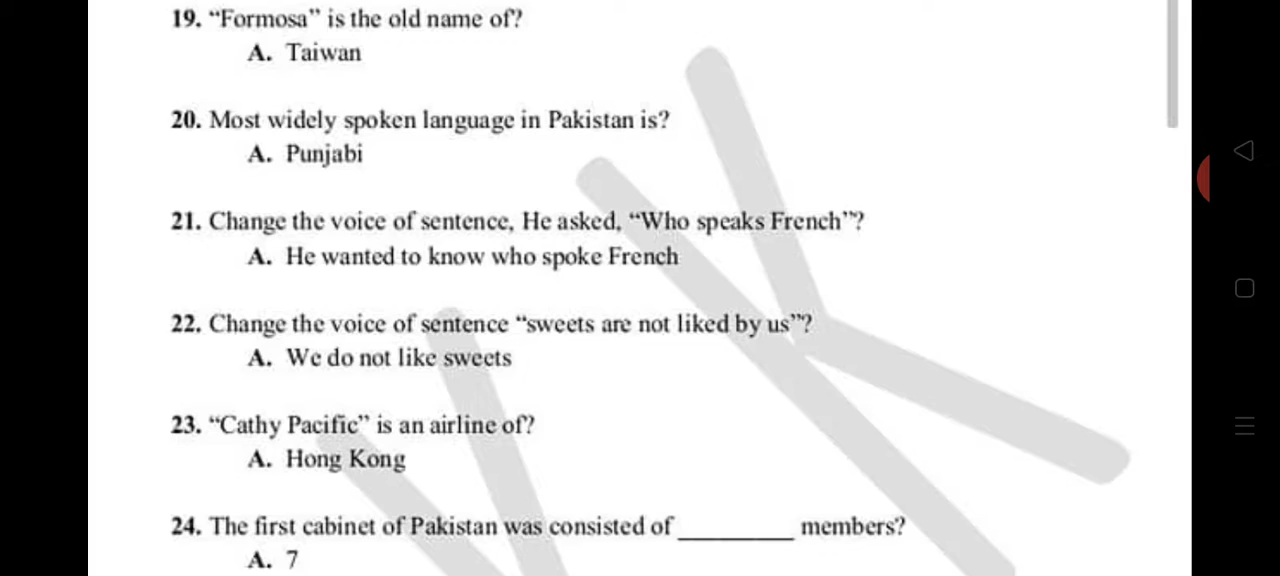 19. “Formosa” is the old name of?
A. Taiwan
20. Most widely spoken language in Pakistan is?
A. Punjabi
21. Change the voice of sentence, He asked, “Who speaks French”?
A. He wanted to know who spoke French
22. Change the voice of sentence “sweets are not liked by us”?
A. We do not like sweets
23. “Cathy Pacific” is an airline of?
A. Hong Kong
24. The first cabinet of Pakistan was consisted of __________ members?
A. 7